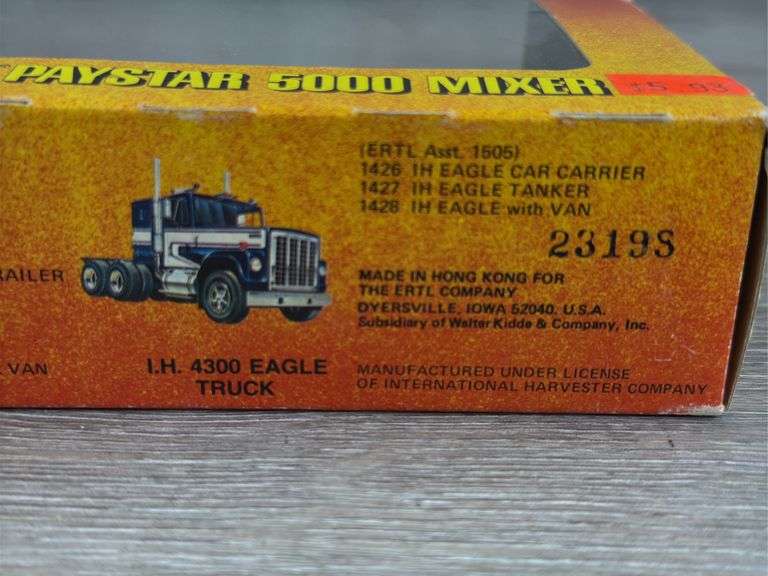 PAYSTAR 5000 MIXER
(ERTL Asst. 1505)
1426 IH EAGLE CAR CARRIER
1427 IH EAGLE TANKER
1428 IH EAGLE with VAN
23198
RAILER
MADE IN HONG KONG FOR
THE ERTL COMPANY
DYERSVILLE, IOWA 52040. U.S.A.
Subsidiary of Walter Kidde & Company, Inc.
VAN
I.H. 4300 EAGLE
TRUCK
MANUFACTURED UNDER LICENSE
OF INTERNATIONAL HARVESTER COMPANY